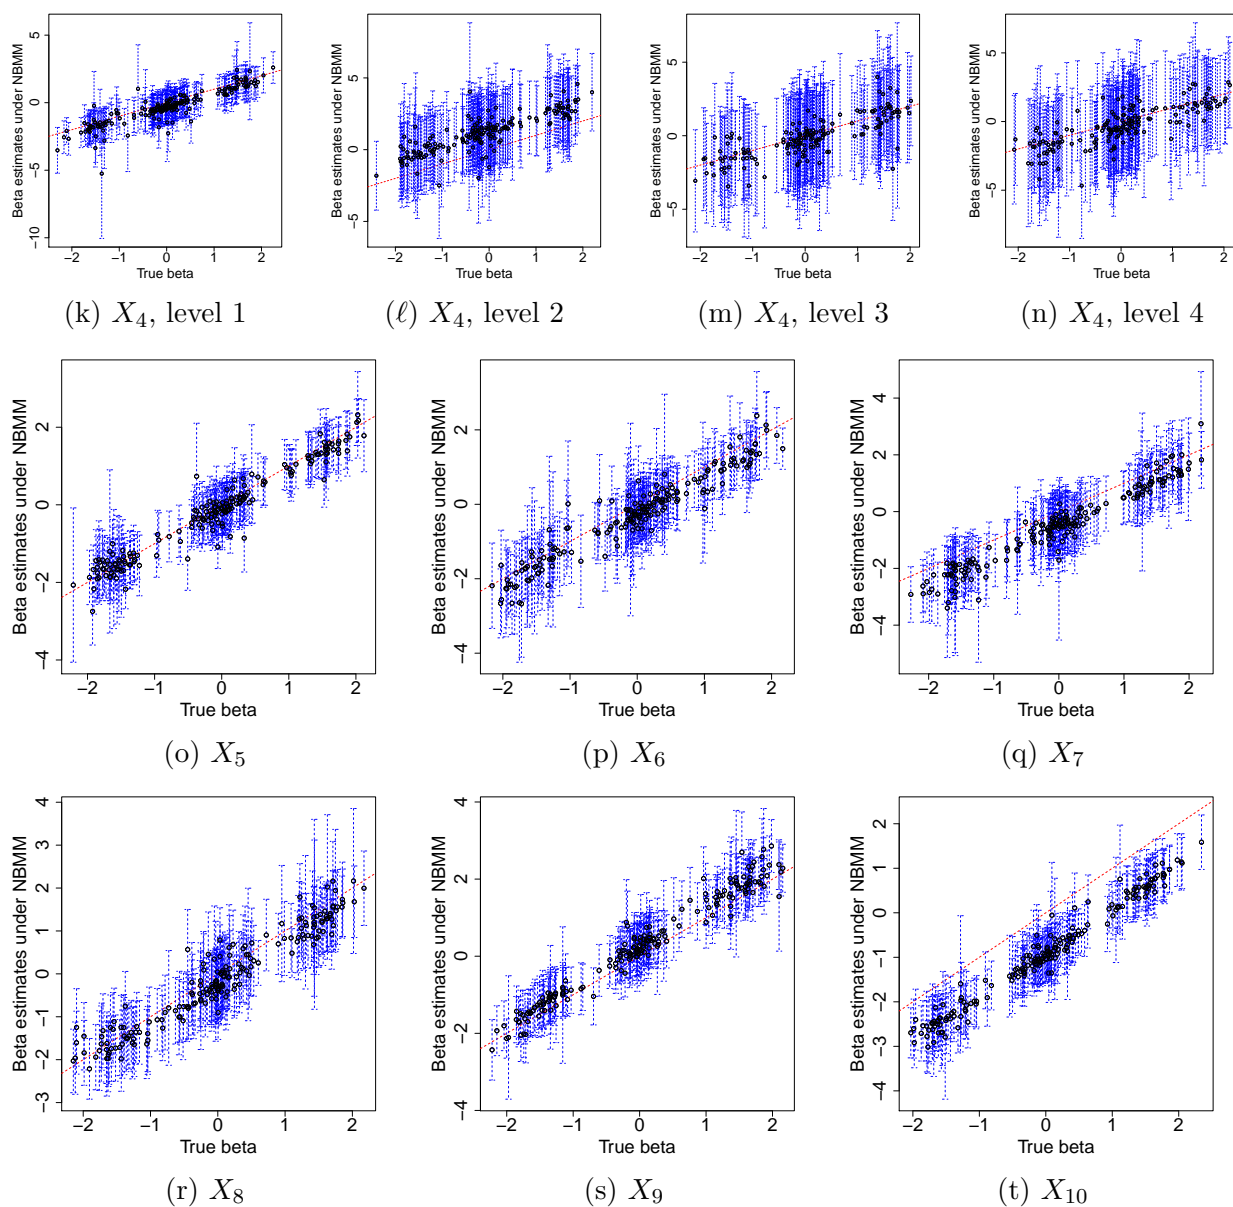 Beta estimates under NBMM
5
0
−5
−10
−2 −1 0 1 2
True beta
(k) X4, level 1
Beta estimates under NBMM
5
0
−5
−2 −1 0 1 2
True beta
(ℓ) X4, level 2
Beta estimates under NBMM
5
0
−5
−2 −1 0 1 2
True beta
(m) X4, level 3
Beta estimates under NBMM
5
0
−5
−2 −1 0 1 2
True beta
(n) X4, level 4
Beta estimates under NBMM
2
0
−2
−4
−2 −1 0 1 2
True beta
(o) X5
Beta estimates under NBMM
2
0
−2
−4
−2 −1 0 1 2
True beta
(p) X6
Beta estimates under NBMM
4
2
0
−2
−4
−2 −1 0 1 2
True beta
(q) X7
Beta estimates under NBMM
4
3
2
1
0
−1
−2
−3
−2 −1 0 1 2
True beta
(r) X8
Beta estimates under NBMM
4
2
0
−2
−4
−2 −1 0 1 2
True beta
(s) X9
Beta estimates under NBMM
2
1
0
−1
−2
−3
−4
−2 −1 0 1 2
True beta
(t) X10